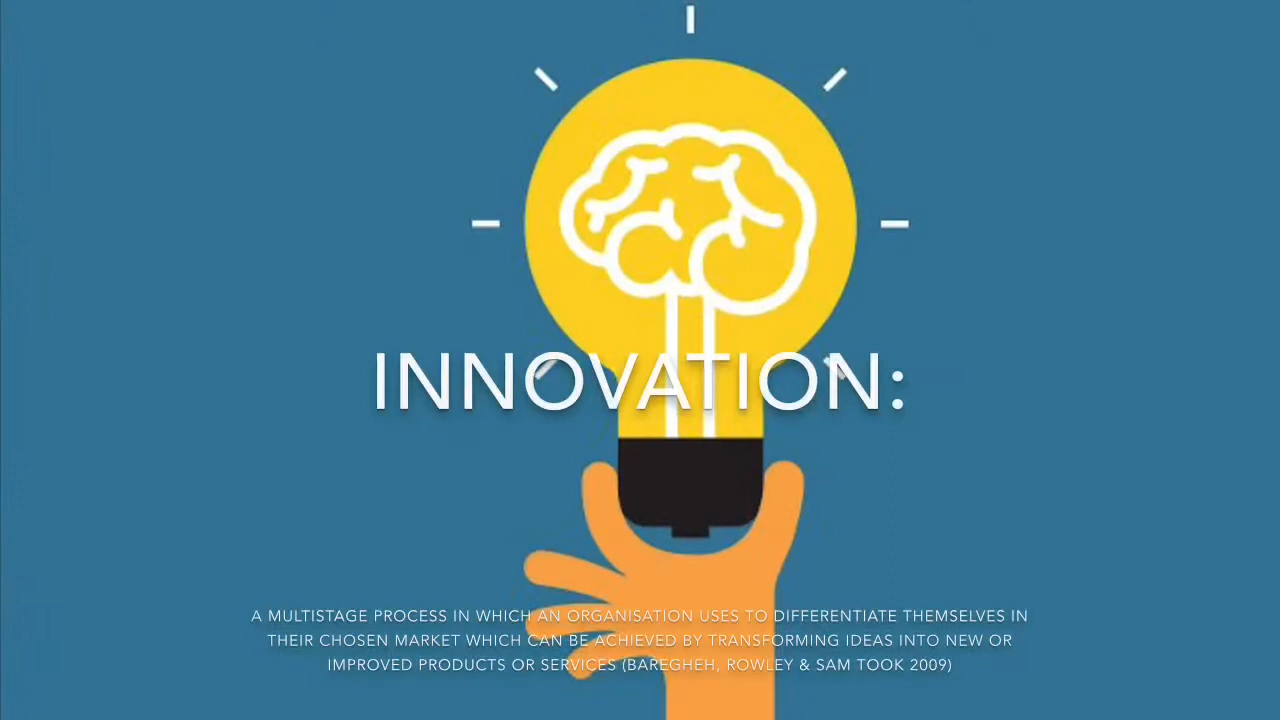 INNOVATION:
A MULTISTAGE PROCESS IN WHICH AN ORGANISATION USES TO DIFFERENTIATE THEMSELVES IN
THEIR CHOSEN MARKET WHICH CAN BE ACHIEVED BY TRANSFORMING IDEAS INTO NEW OR
IMPROVED PRODUCTS OR SERVICES (BAREGHEH, ROWLEY & SAM TOOK 2009)